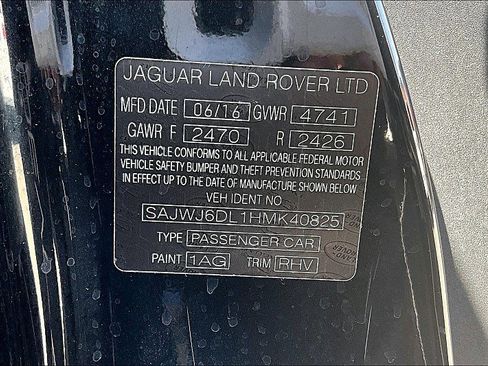 JAGUAR LAND ROVER LTD
MFD DATE 06/16 GVWR 4741
GAWR F 2470 R 2426
THIS VEHICLE CONFORMS TO ALL APPLICABLE FEDERAL MOTOR
VEHICLE SAFETY BUMPER AND THEFT PREVENTION STANDARDS
IN EFFECT UP TO THE DATE OF MANUFACTURE SHOWN BELOW.
VEH IDENT NO.
SAJWJ6DL1HMK40825
TYPE PASSENGER CAR
PAINT 1AG TRIM RHV